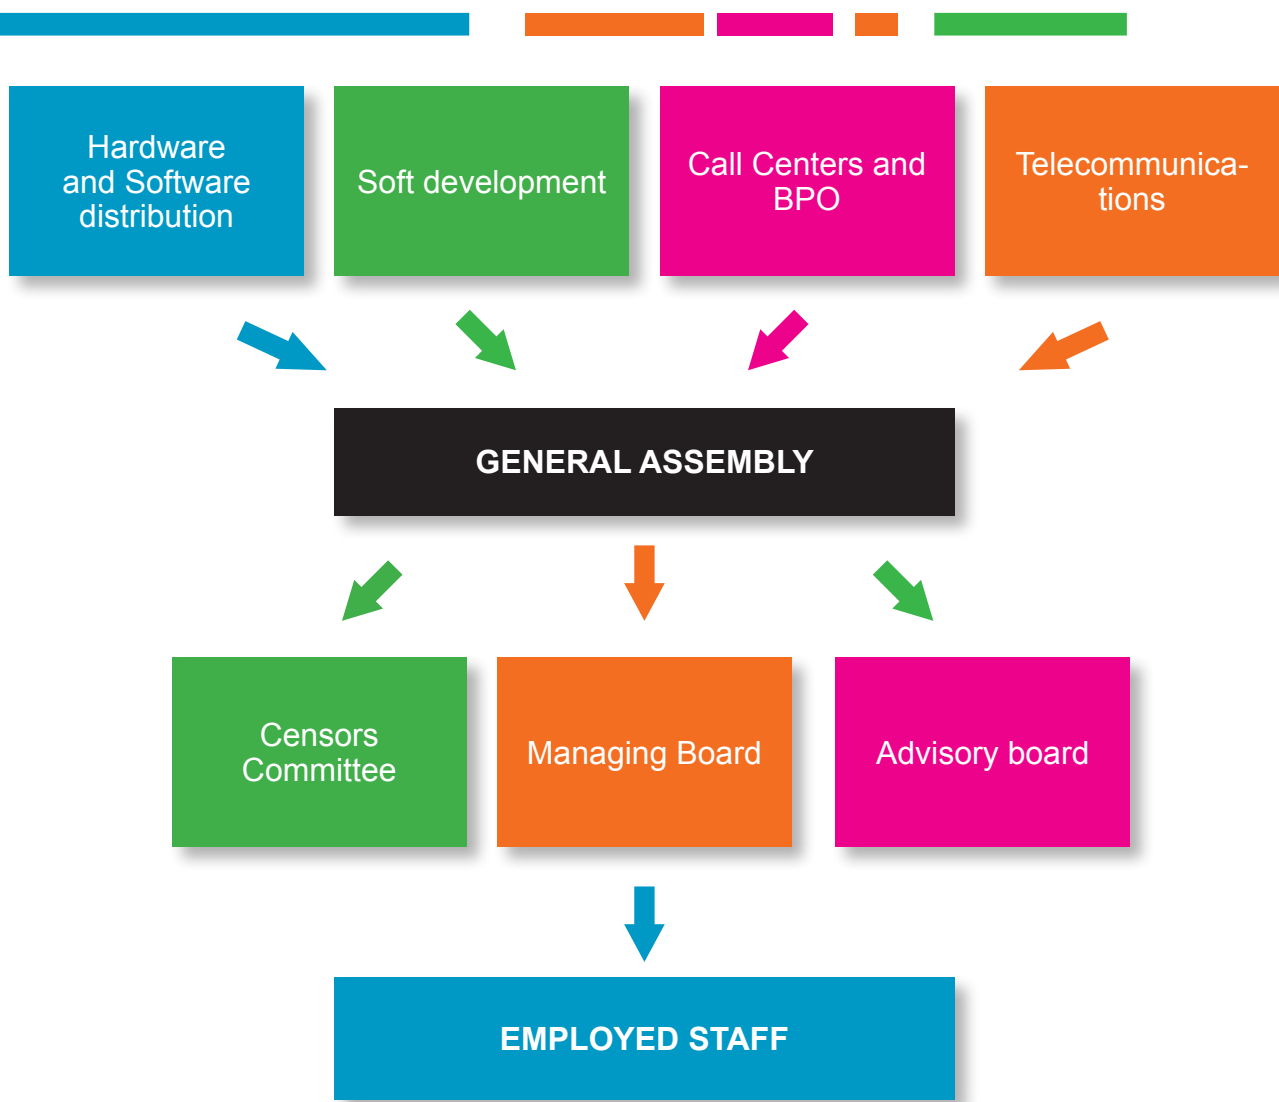 Hardware
and Software
distribution
Soft development
Call Centers and
BPO
Telecommunica-
tions
GENERAL ASSEMBLY
Censors
Committee
Managing Board
Advisory board
EMPLOYED STAFF